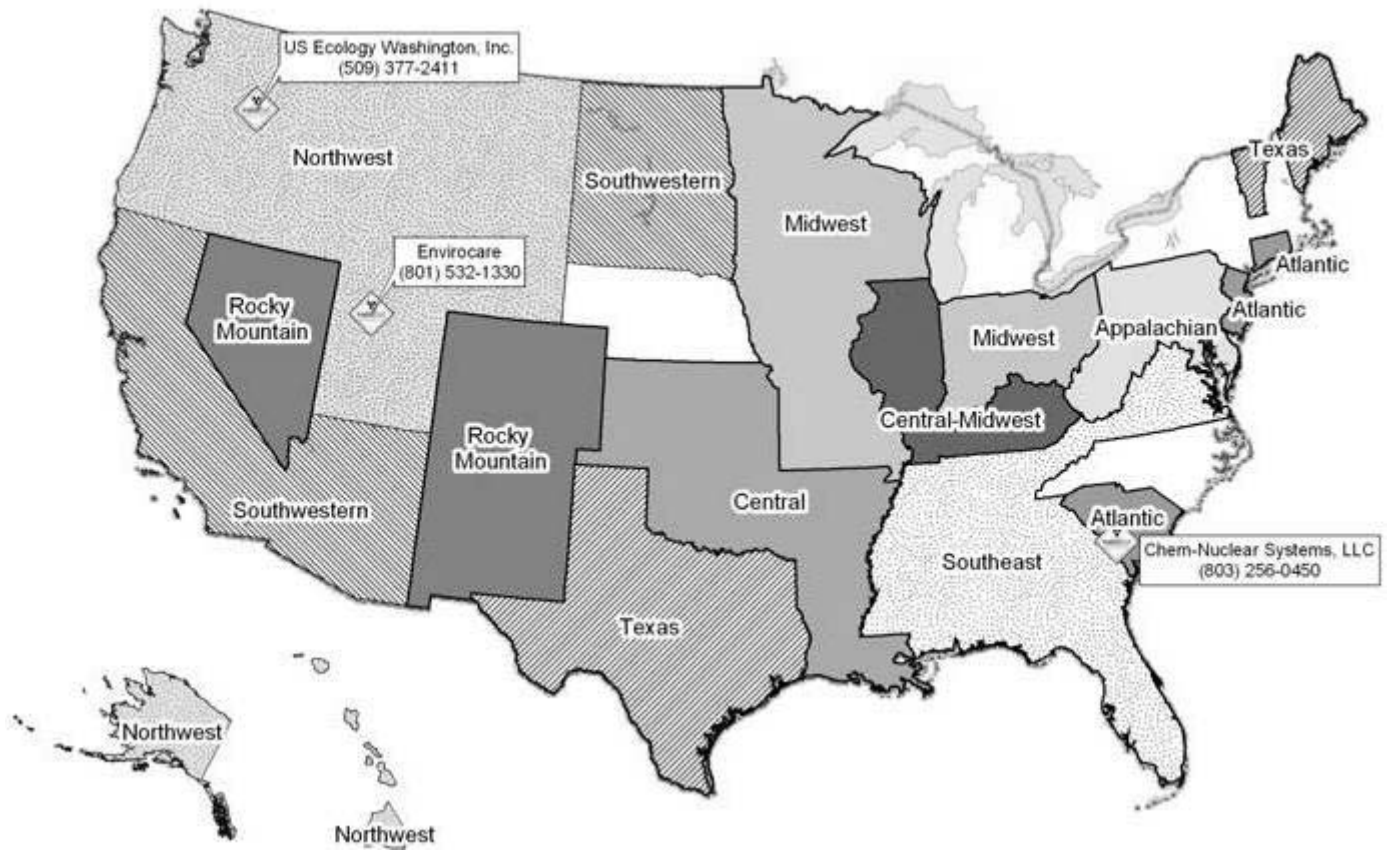 US Ecology Washington, Inc.
(509) 377-2411
Northwest
Southwestern
Texas
Midwest
Envirocare
(801) 532-1330
Atlantic
Rocky
Mountain
Atlantic
Midwest
Appalachian
Central-Midwest
Rocky
Mountain
Southwestern
Central
Atlantic
Chem-Nuclear Systems, LLC
(803) 256-0450
Southeast
Texas
Northwest
Northwest